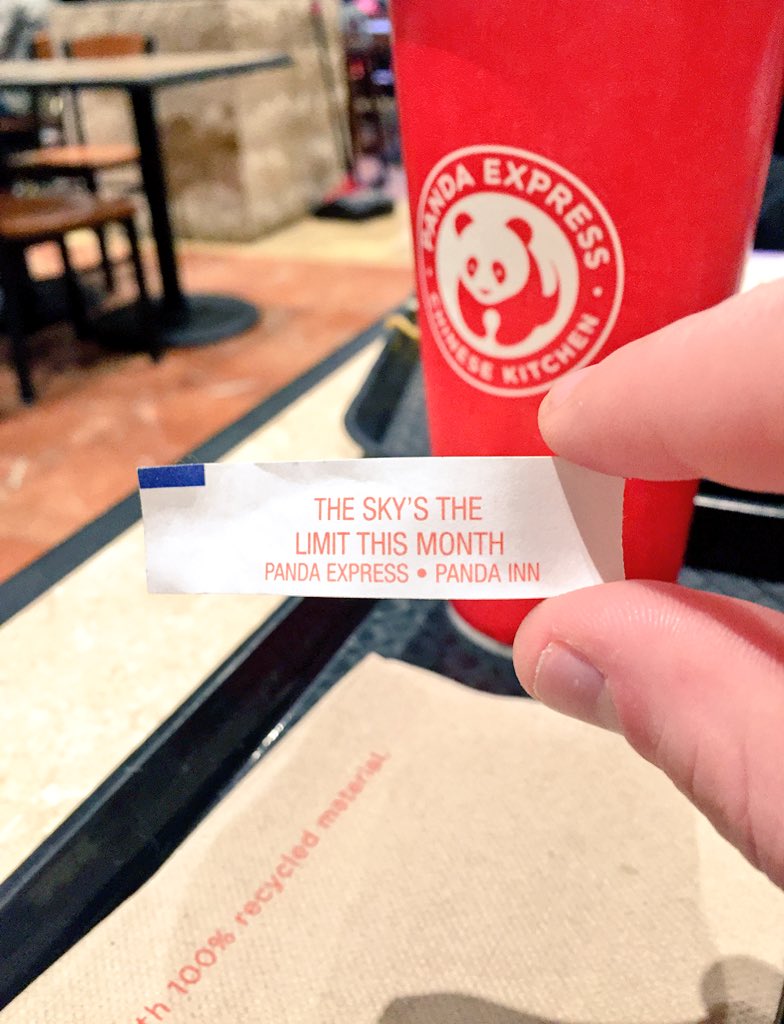 PANDA EXPRESS
CHINESE KITCHEN
THE SKY'S THE
LIMIT THIS MONTH
PANDA EXPRESS • PANDA INN
100% recycled material.